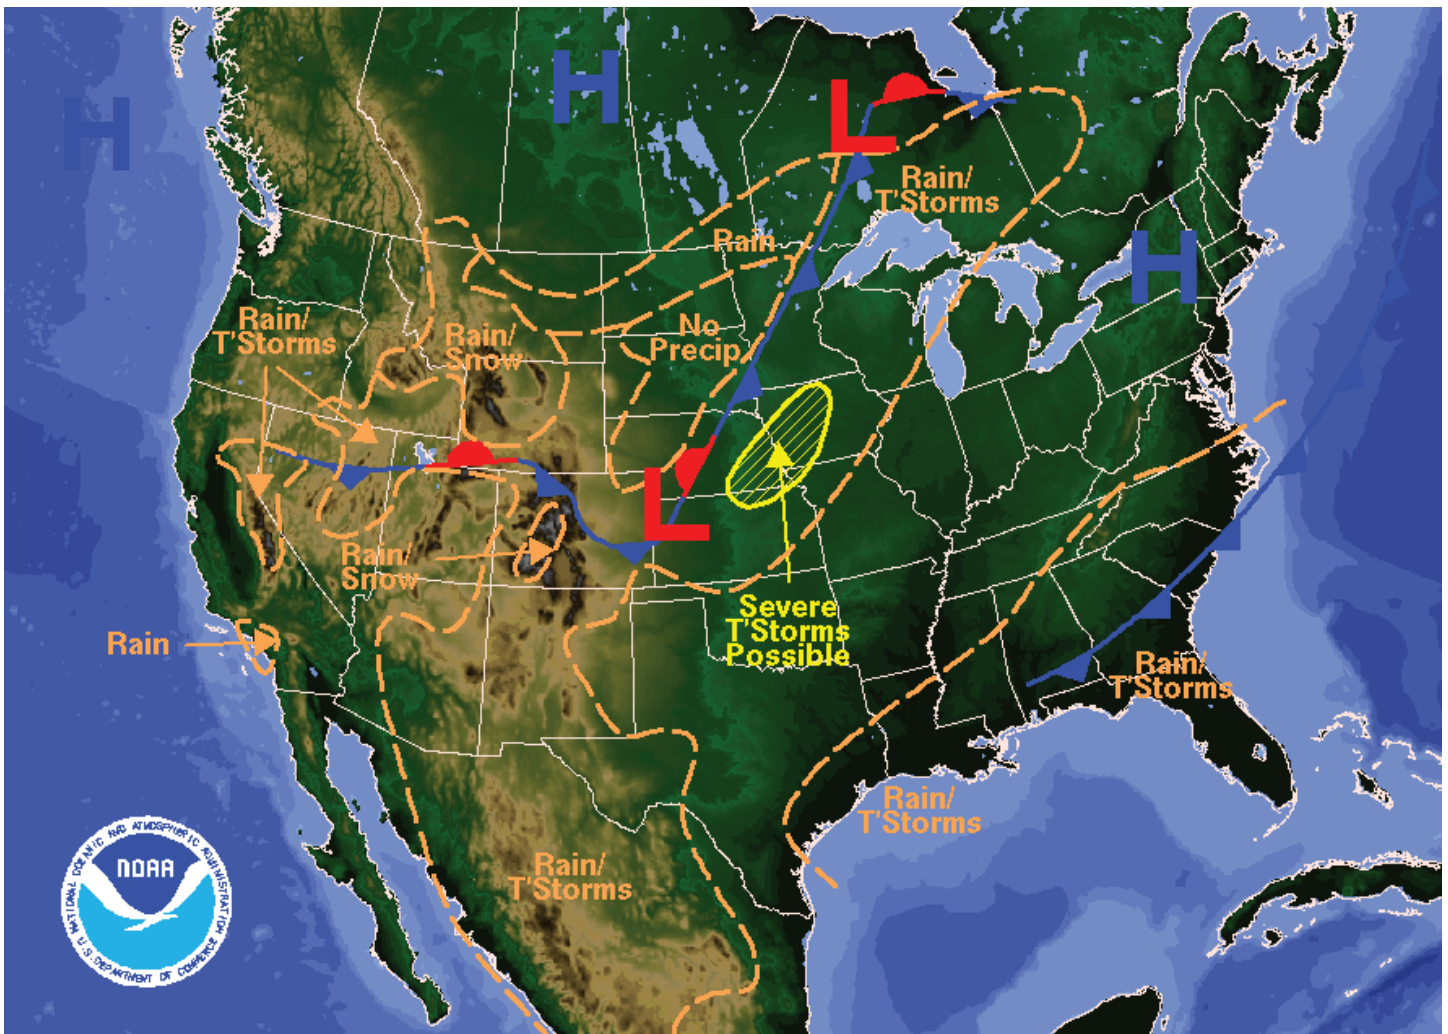 H
H
L
Rain/
T'Storms
Rain
H
Rain/
T'Storms
No
Precip.
Rain/
Snow
L
Rain/
Snow
Severe
T'Storms
Possible
Rain
Rain/
T'Storms
Rain/
T'Storms
Rain/
T'Storms
NATIONAL OCEANIC AND ATMOSPHERIC ADMINISTRATION
NOAA
U.S. DEPARTMENT OF COMMERCE